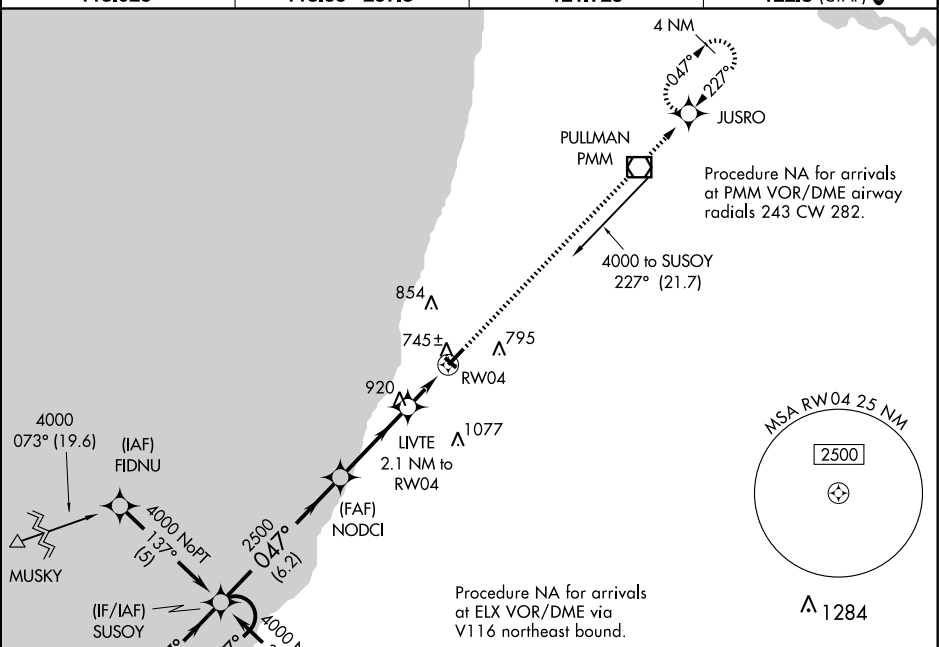 4 NM
047°
227°
JUSRO
PULLMAN
PMM
Procedure NA for arrivals
at PMM VOR/DME airway
radials 243 CW 282.
4000 to SUSOY
227° (21.7)
854
745±
795
RW04
920
LIVTE
2.1 NM to
RW04
1077
MSA RW04 25 NM
2500
4000
073° (19.6)
(IAF)
FIDNU
(FAF)
NODCI
4000 NoPT
137°
(5)
2500
047°
(6.2)
MUSKY
(IF/IAF)
SUSOY
Procedure NA for arrivals
at ELX VOR/DME via
V116 northeast bound.
1284
4000